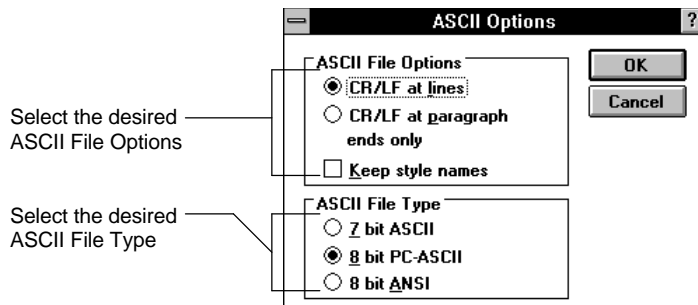 ASCII Options ?
ASCII File Options
CR/LF at lines
CR/LF at paragraph
ends only
Keep style names
OK
Cancel
Select the desired
ASCII File Options
ASCII File Type
7 bit ASCII
8 bit PC-ASCII
8 bit ANSI
Select the desired
ASCII File Type